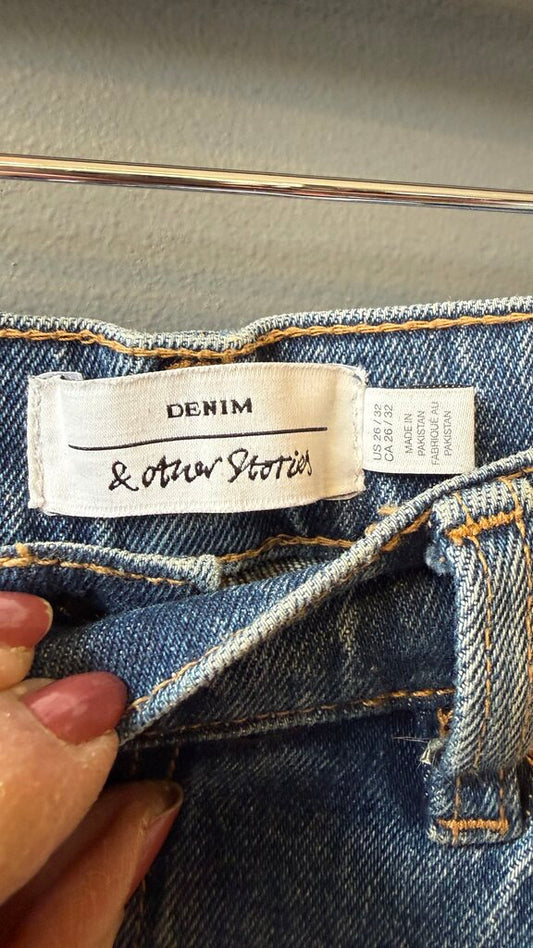 DENIM
& other Stories
US 26 / 32
CA 26 / 32
MADE IN
PAKISTAN
FABRIQUÉ AU
PAKISTAN